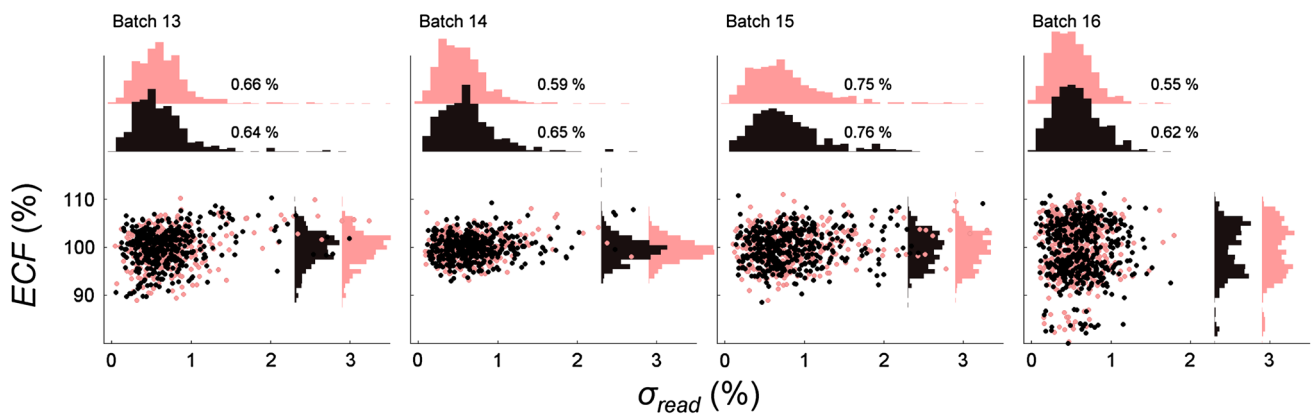 Batch 13 Batch 14 Batch 15 Batch 16
0.66 % 0.59 % 0.75 % 0.55 %
0.64 % 0.65 % 0.76 % 0.62 %
110
100
90
ECF (%)
0 1 2 3 0 1 2 3 0 1 2 3 0 1 2 3
σread (%)